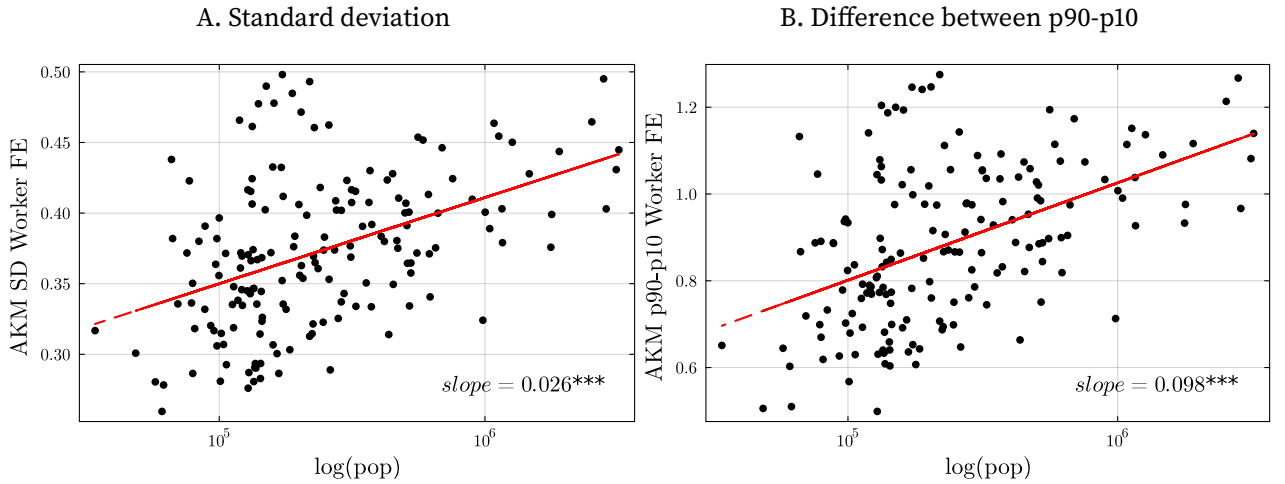 A. Standard deviation
AKM SD Worker FE
0.50
0.45
0.40
0.35
0.30
slope = 0.026***
10^5
10^6
log(pop)
B. Difference between p90-p10
AKM p90-p10 Worker FE
1.2
1.0
0.8
0.6
slope = 0.098***
10^5
10^6
log(pop)